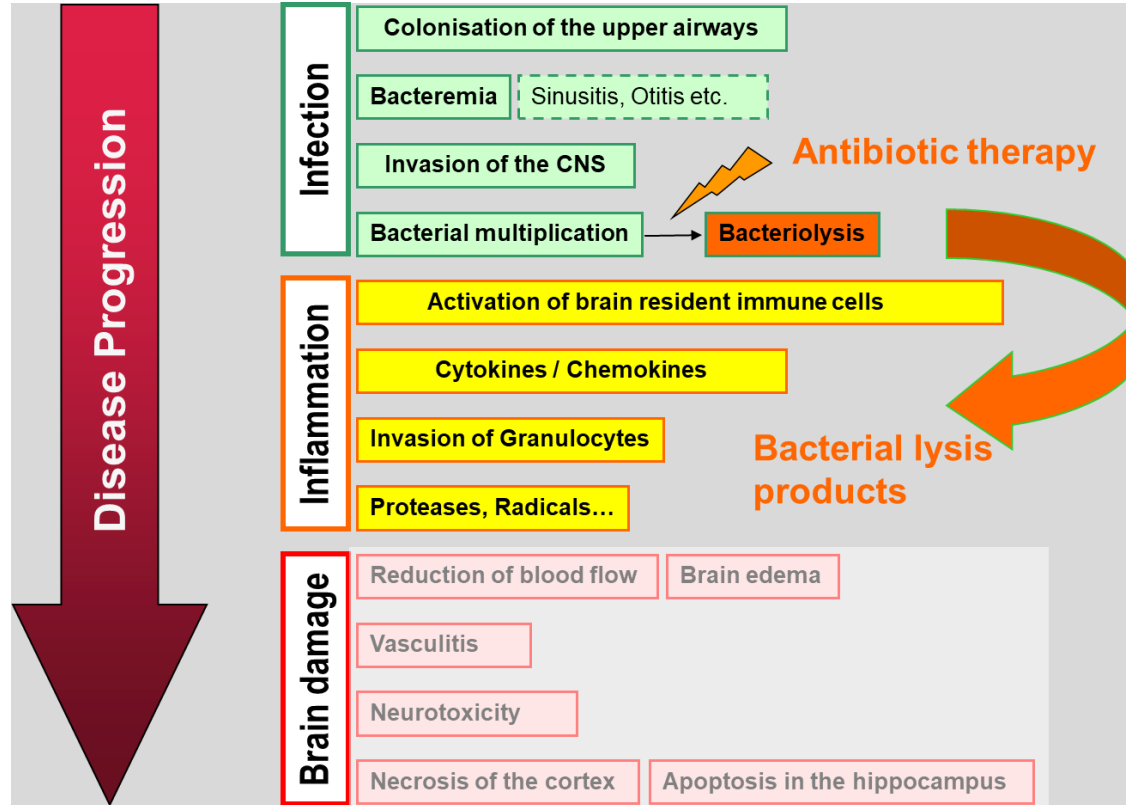 Disease Progression
Infection
Colonisation of the upper airways
Bacteremia
Sinusitis, Otitis etc.
Invasion of the CNS
Antibiotic therapy
Bacterial multiplication
Bacteriolysis
Inflammation
Activation of brain resident immune cells
Cytokines / Chemokines
Invasion of Granulocytes
Bacterial lysis
products
Proteases, Radicals…
Brain damage
Reduction of blood flow
Brain edema
Vasculitis
Neurotoxicity
Necrosis of the cortex
Apoptosis in the hippocampus